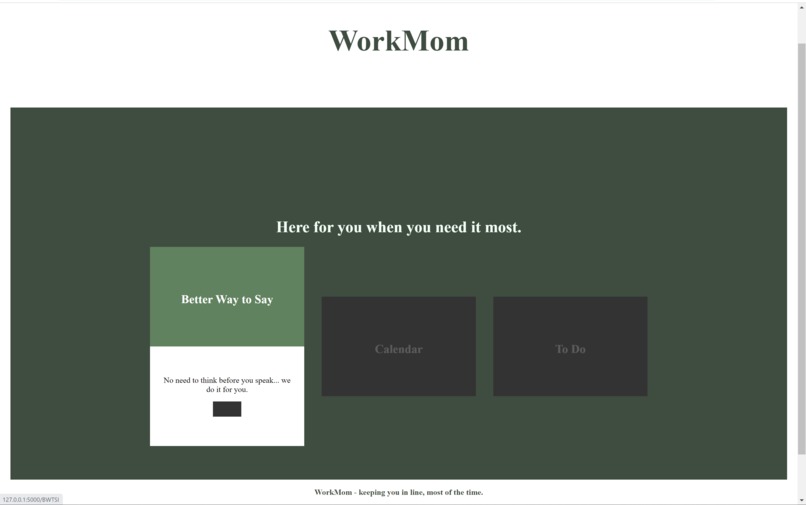 WorkMom
Here for you when you need it most.
Better Way to Say
No need to think before you speak... we
do it for you.
Calendar
To Do
WorkMom - keeping you in line, most of the time.
127.0.0.1:5000/BWTSI